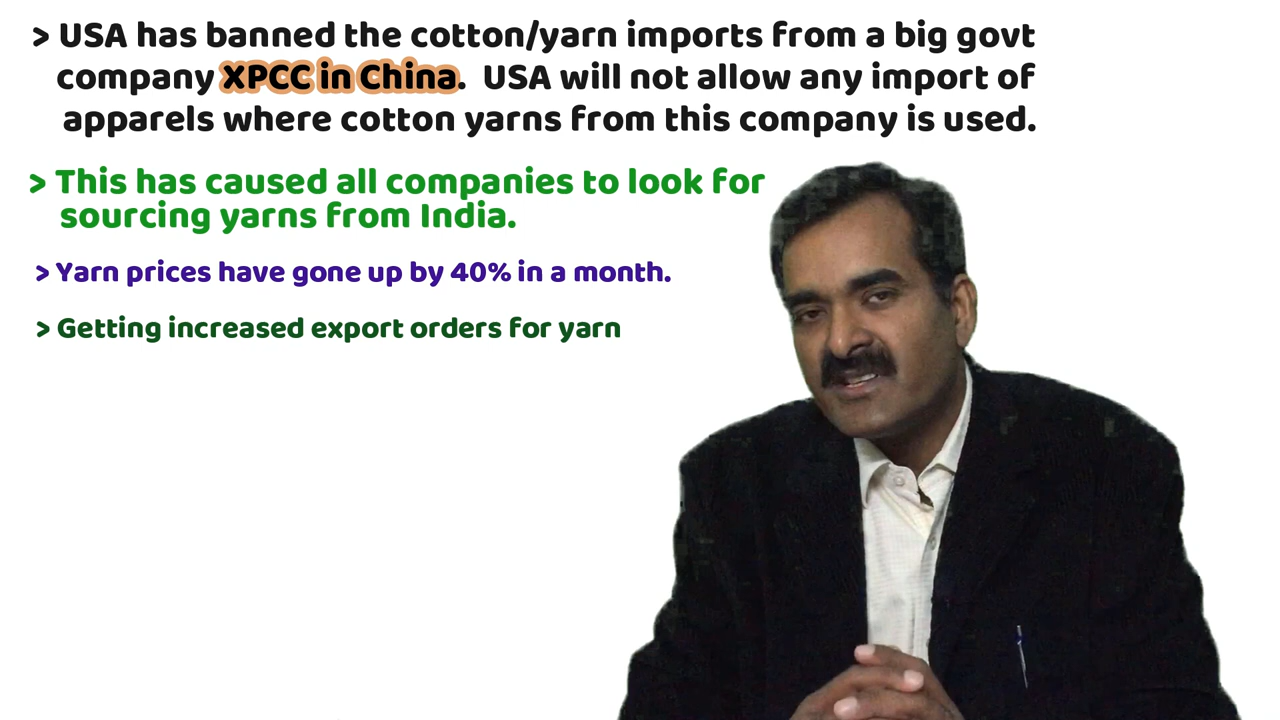 > USA has banned the cotton/yarn imports from a big govt
company XPCC in China. USA will not allow any import of
apparels where cotton yarns from this company is used.
> This has caused all companies to look for
sourcing yarns from India.
> Yarn prices have gone up by 40% in a month.
> Getting increased export orders for yarn